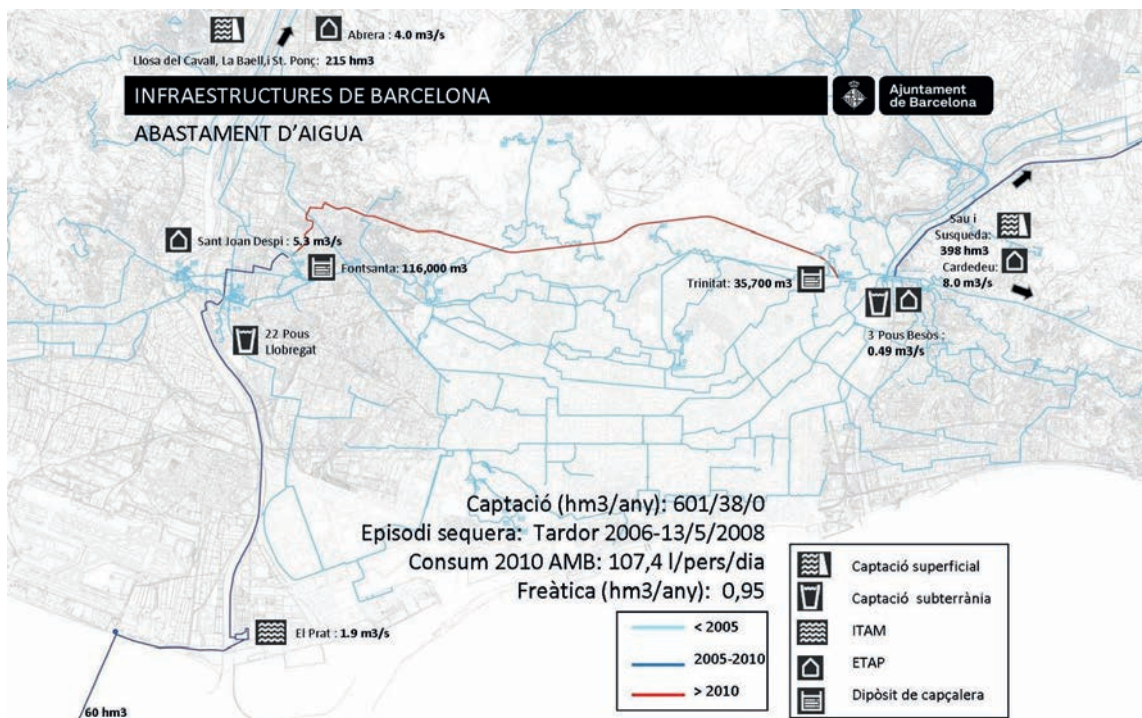 Abrera : 4.0 m3/s
Llosa del Cavall, La Baell,i St. Ponç: 215 hm3
INFRAESTRUCTURES DE BARCELONA
Ajuntament
de Barcelona
ABASTAMENT D'AIGUA
Sant Joan Despi : 5.3 m3/s
Fontsanta: 116,000 m3
22 Pous
Llobregat
Trinitat: 35,700 m3
Sau i
Susqueda:
398 hm3
Cardedeu:
8.0 m3/s
3 Pous Besòs :
0.49 m3/s
Captació (hm3/any): 601/38/0
Episodi sequera: Tardor 2006-13/5/2008
Consum 2010 AMB: 107,4 l/pers/dia
Freàtica (hm3/any): 0,95
El Prat : 1.9 m3/s
60 hm3
< 2005
2005-2010
> 2010
Captació superficial
Captació subterrània
ITAM
ETAP
Dipòsit de capçalera